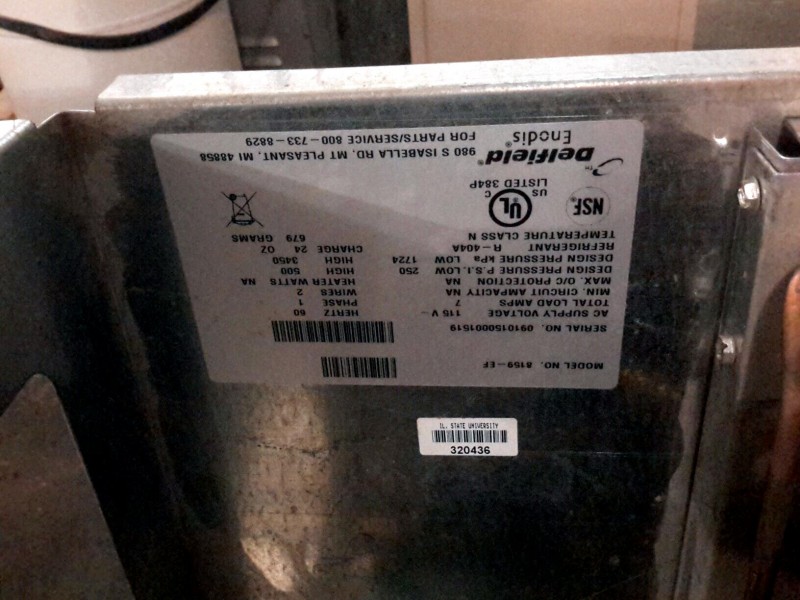 Delfield®
Enodis
980 S ISABELLA RD, MT PLEASANT, MI 48858
FOR PARTS/SERVICE 800-733-8829
NSF®
C UL US
LISTED 384P
TEMPERATURE CLASS N
REFRIGERANT R-404A CHARGE 24 OZ 679 GRAMS
DESIGN PRESSURE kPa LOW 1724 HIGH 3450
DESIGN PRESSURE P.S.I. LOW 250 HIGH 500
MAX. O/C PROTECTION NA HEATER WATTS NA
MIN. CIRCUIT AMPACITY NA WIRES 2
TOTAL LOAD AMPS 7 PHASE 1
AC SUPPLY VOLTAGE 115 V~ HERTZ 60
SERIAL NO. 0910150001519
MODEL NO. 8159-EF
IL. STATE UNIVERSITY
320436